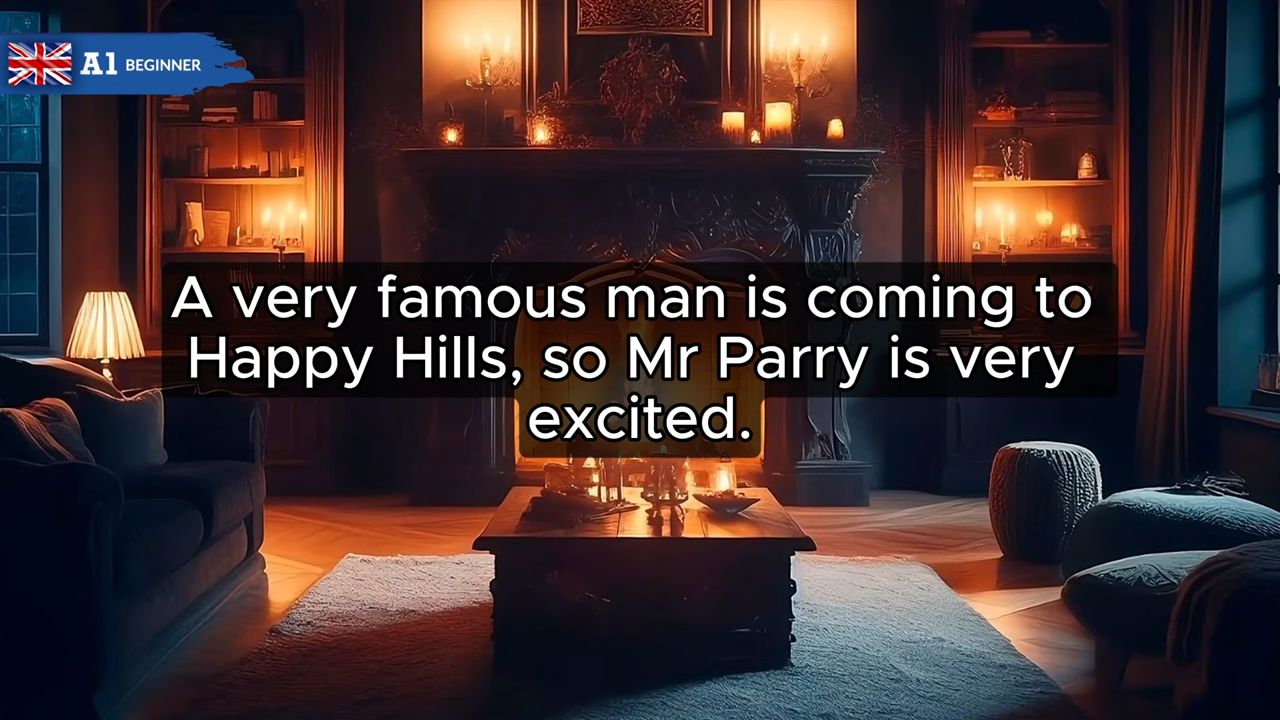 A1 BEGINNER
A very famous man is coming to
Happy Hills, so Mr Parry is very
excited.